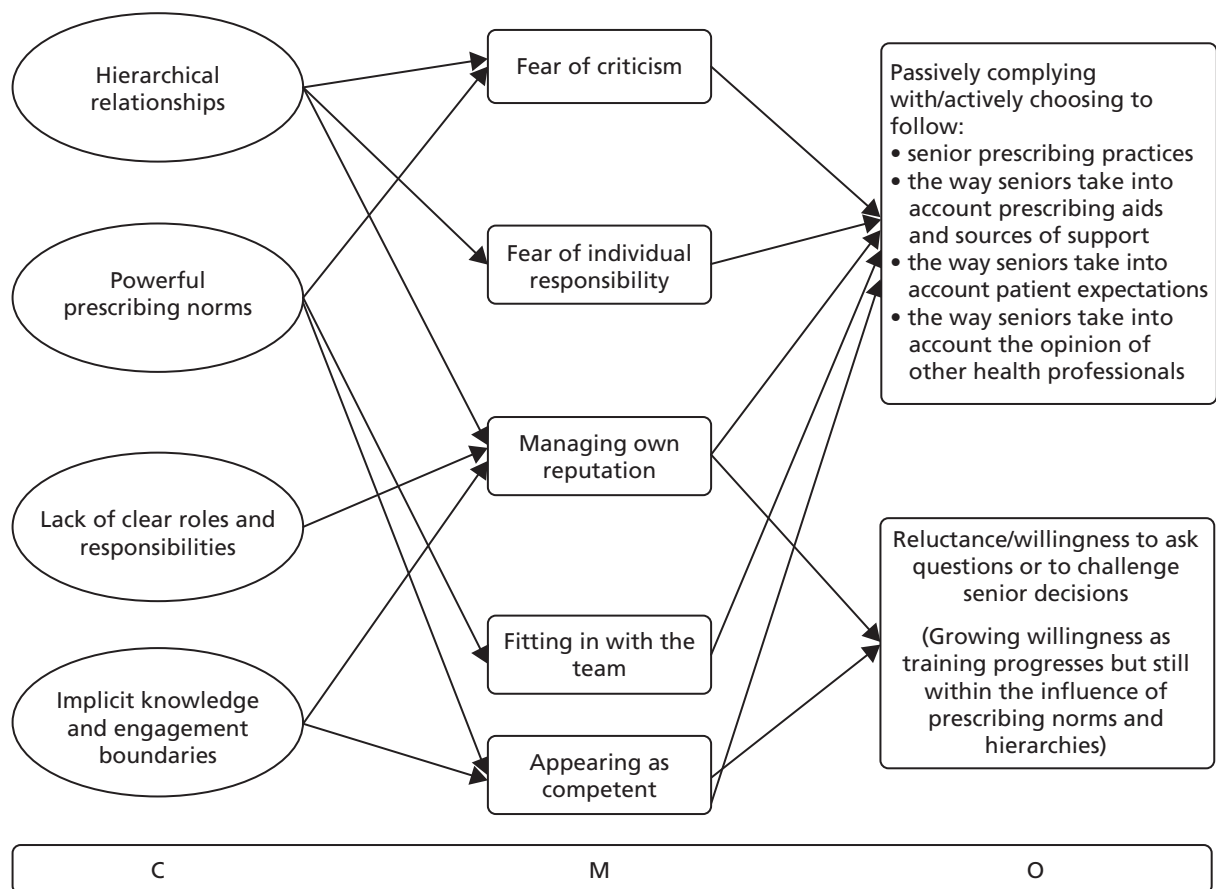 Hierarchical
relationships
Powerful
prescribing norms
Lack of clear roles and
responsibilities
Implicit knowledge
and engagement
boundaries
Fear of criticism
Fear of individual
responsibility
Managing own
reputation
Fitting in with the
team
Appearing as
competent
Passively complying
with/actively choosing to
follow:
• senior prescribing practices
• the way seniors take into
account prescribing aids
and sources of support
• the way seniors take into
account patient expectations
• the way seniors take into
account the opinion of
other health professionals
Reluctance/willingness to ask
questions or to challenge
senior decisions
(Growing willingness as
training progresses but still
within the influence of
prescribing norms and
hierarchies)
C M O